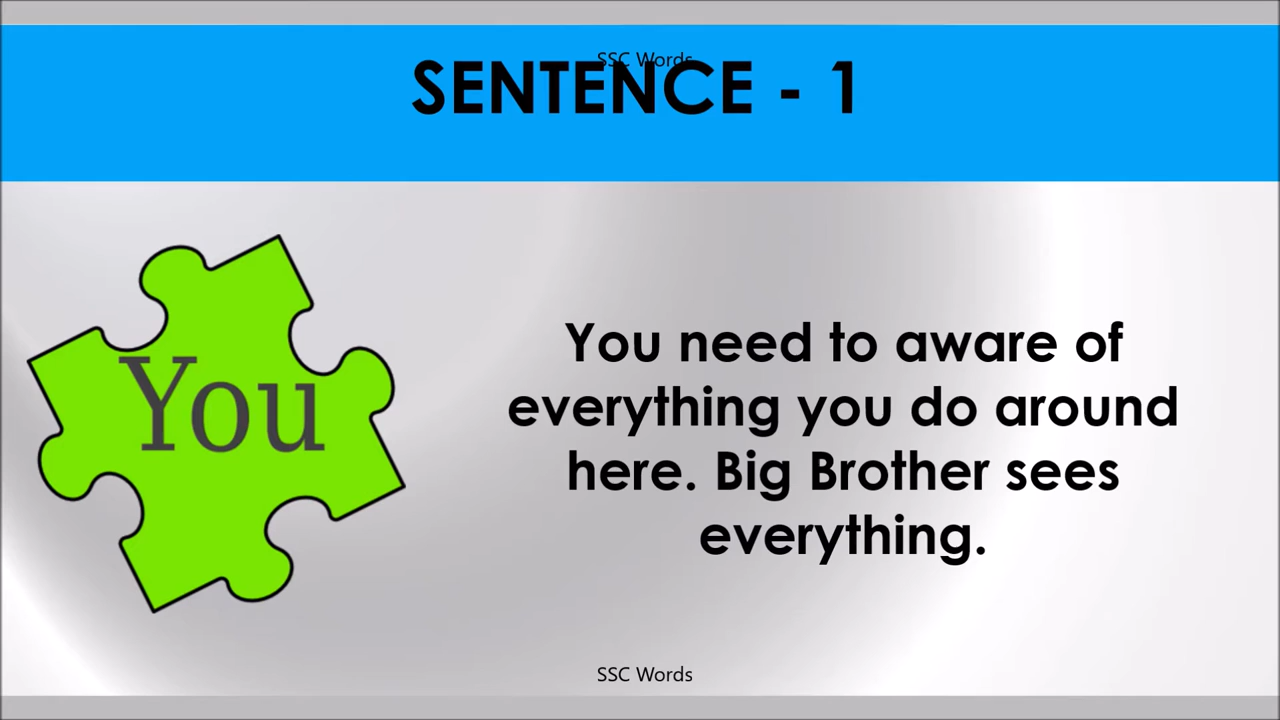 SSC Words
SENTENCE - 1
You
You need to aware of
everything you do around
here. Big Brother sees
everything.
SSC Words